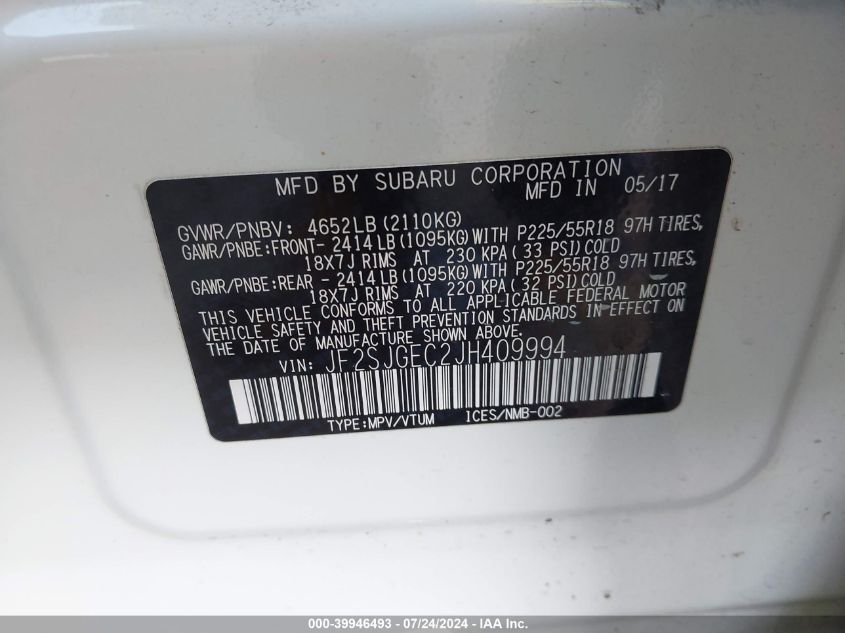 MFD BY SUBARU CORPORATION
MFD IN 05/17
GVWR/PNBV: 4652LB(2110KG)
GAWR/PNBE:FRONT- 2414LB(1095KG)WITH P225/55R18 97H TIRES,
18X7J RIMS AT 230 KPA(33 PSI)COLD
GAWR/PNBE:REAR - 2414LB(1095KG)WITH P225/55R18 97H TIRES,
18X7J RIMS AT 220 KPA(32 PSI)COLD
THIS VEHICLE CONFORMS TO ALL APPLICABLE FEDERAL MOTOR
VEHICLE SAFETY AND THEFT PREVENTION STANDARDS IN EFFECT ON
THE DATE OF MANUFACTURE SHOWN ABOVE.
VIN: JF2SJGEC2JH409994
TYPE:MPV/VTUM ICES/NMB-002
000-39946493 - 07/24/2024 - IAA Inc.